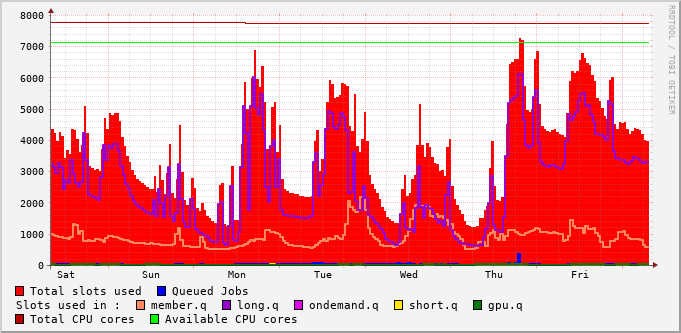 8000
7000
6000
5000
4000
3000
2000
1000
0
Sat Sun Mon Tue Wed Thu Fri
RRDTOOL / TOBI OETIKER
Total slots used Queued Jobs
Slots used in : member.q long.q ondemand.q short.q gpu.q
Total CPU cores Available CPU cores